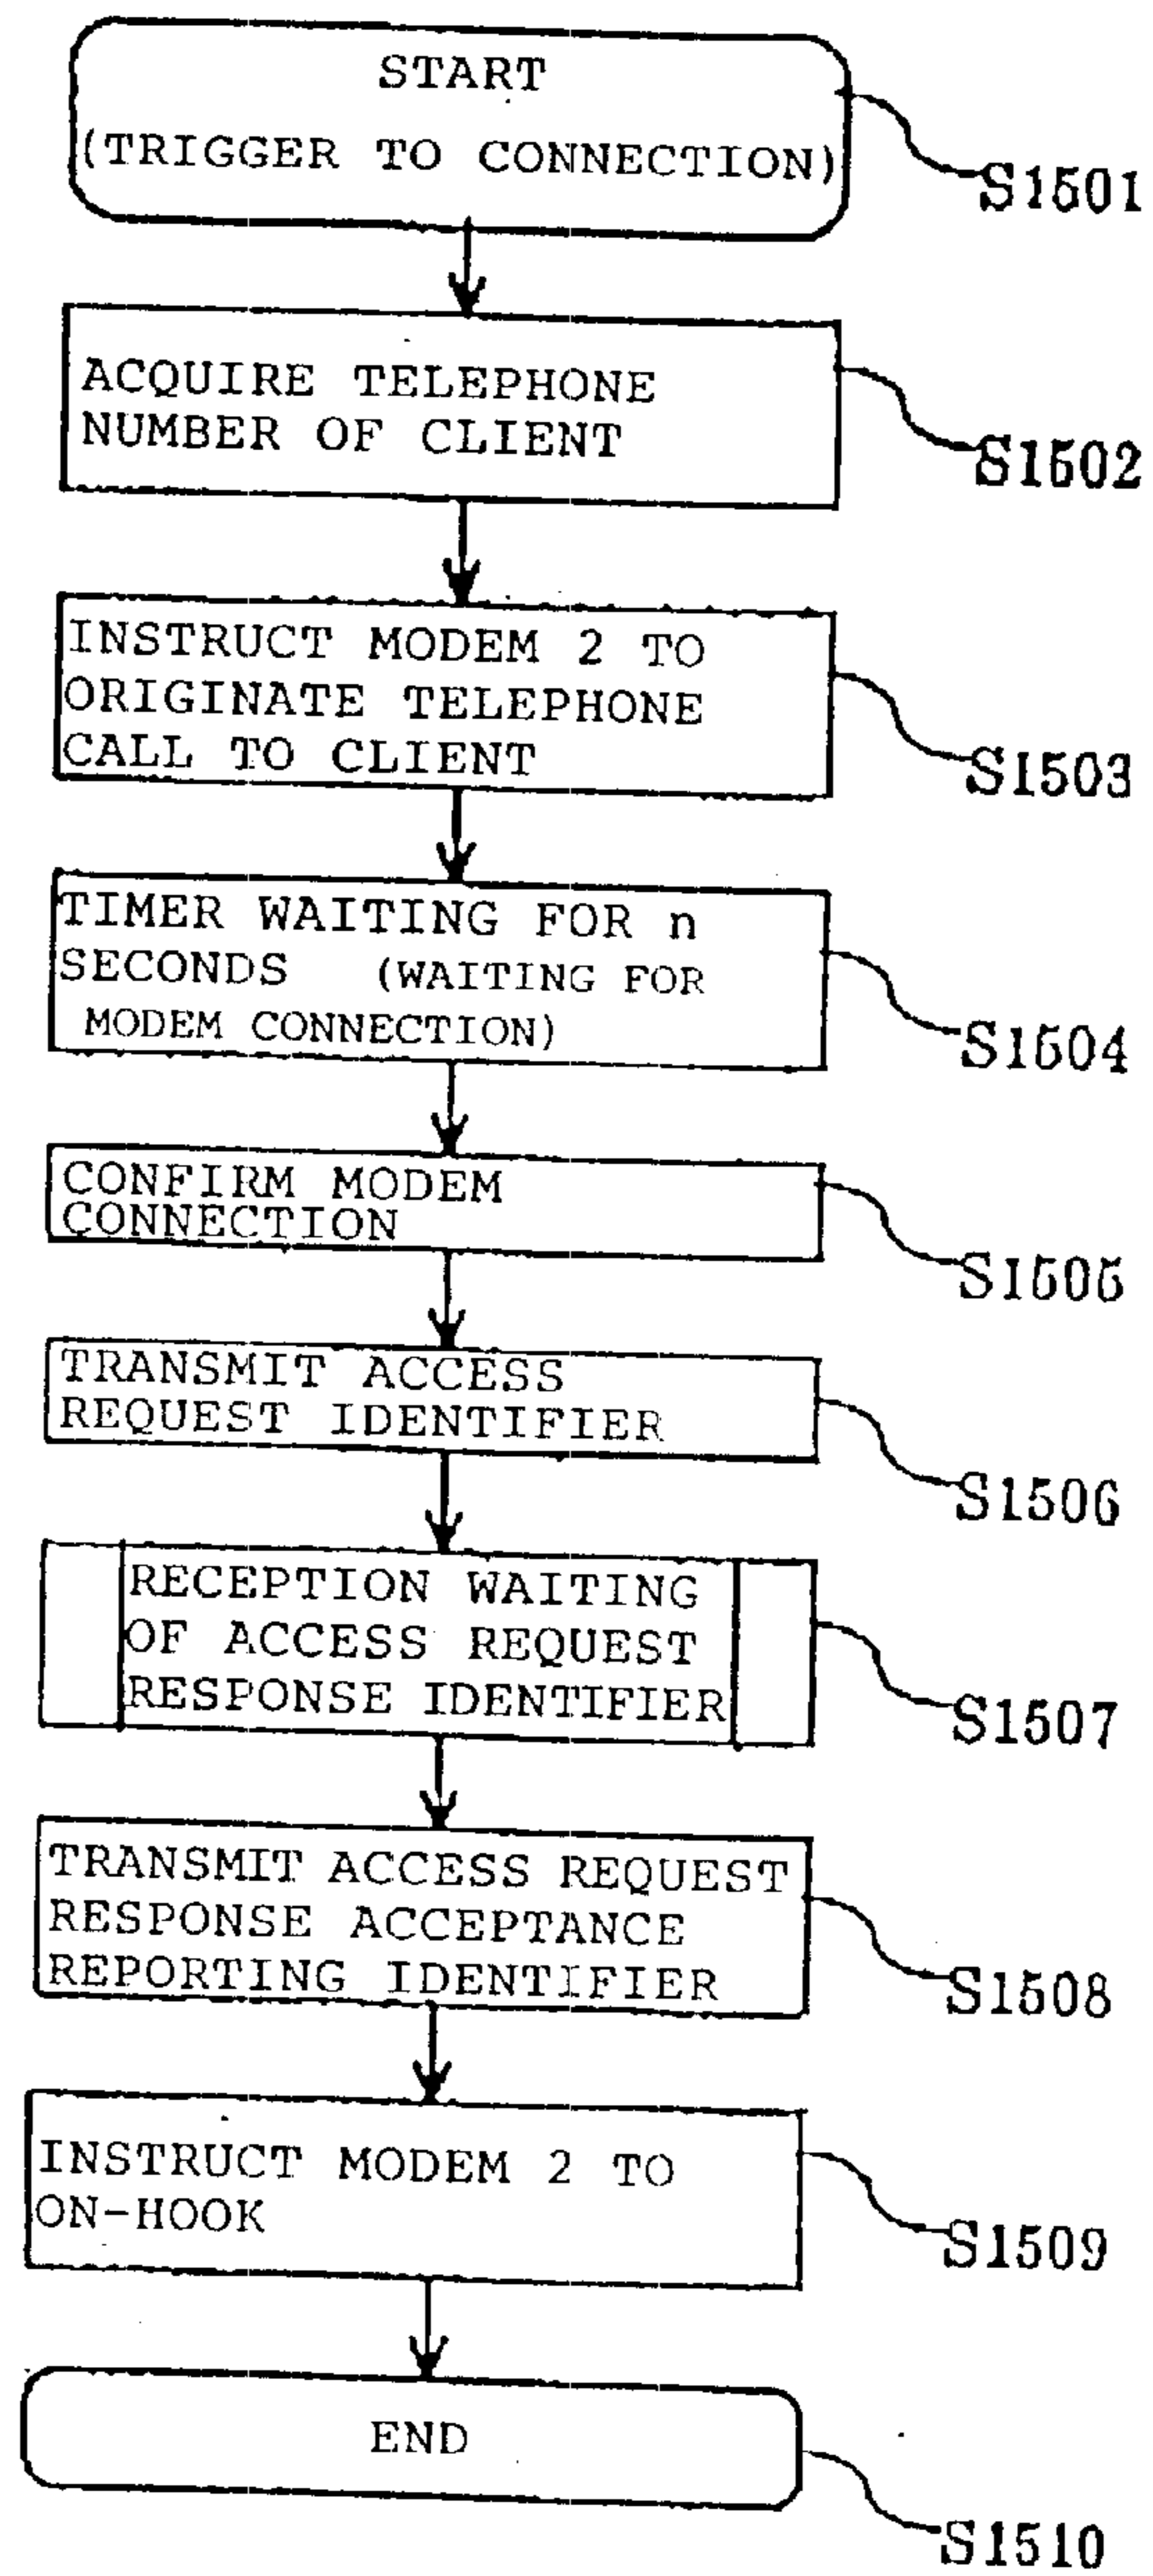 START
(TRIGGER TO CONNECTION)
S1501
ACQUIRE TELEPHONE
NUMBER OF CLIENT
S1502
INSTRUCT MODEM 2 TO
ORIGINATE TELEPHONE
CALL TO CLIENT
S1503
TIMER WAITING FOR n
SECONDS (WAITING FOR
MODEM CONNECTION)
S1504
CONFIRM MODEM
CONNECTION
S1505
TRANSMIT ACCESS
REQUEST IDENTIFIER
S1506
RECEPTION WAITING
OF ACCESS REQUEST
RESPONSE IDENTIFIER
S1507
TRANSMIT ACCESS REQUEST
RESPONSE ACCEPTANCE
REPORTING IDENTIFIER
S1508
INSTRUCT MODEM 2 TO
ON-HOOK
S1509
END
S1510